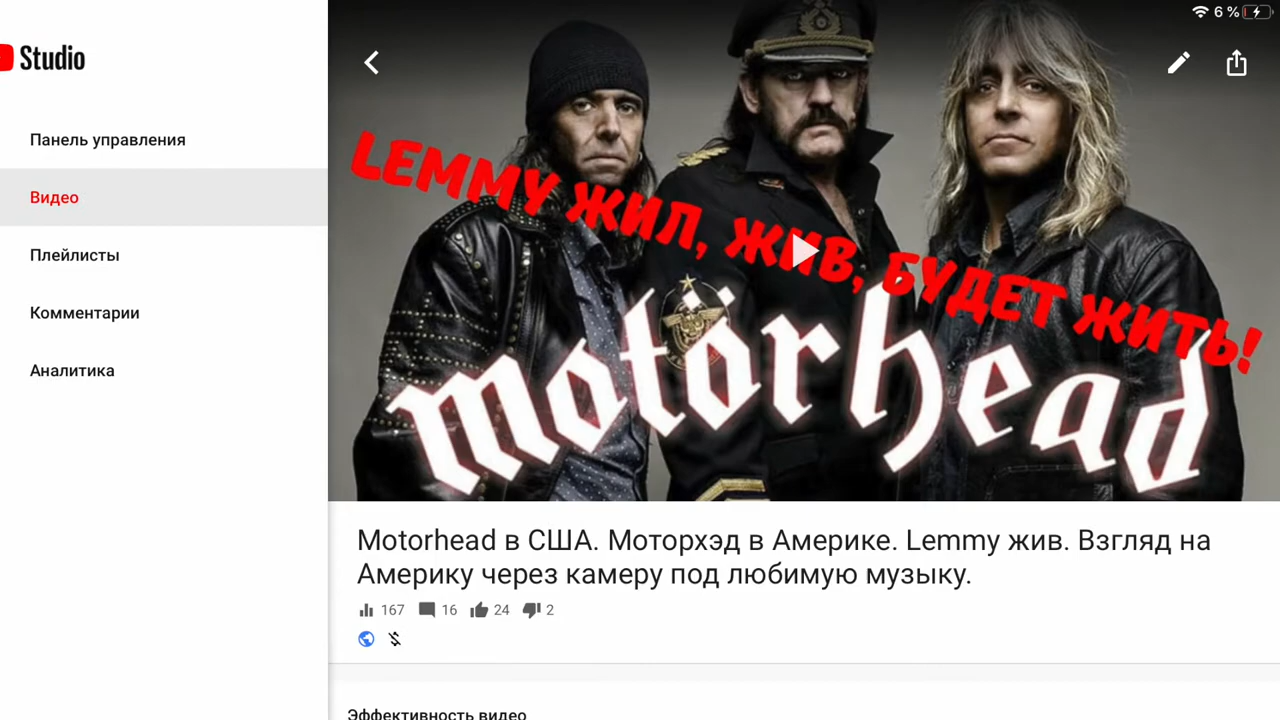 6 %
Studio
Панель управления
Видео
Плейлисты
Комментарии
Аналитика
LEMMY ЖИЛ, ЖИВ, БУДЕТ ЖИТЬ!
motörhead
Motorhead в США. Моторхэд в Америке. Lemmy жив. Взгляд на
Америку через камеру под любимую музыку.
167 16 24 2
Эффективность видео